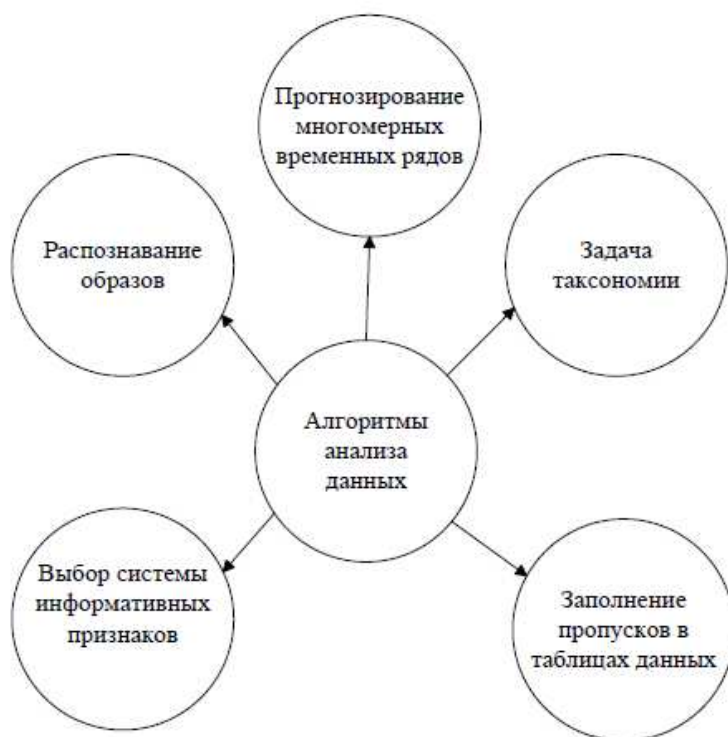 Прогнозирование
многомерных
временных рядов
Распознавание
образов
Задача
таксономии
Алгоритмы
анализа
данных
Выбор системы
информативных
признаков
Заполнение
пропусков в
таблицах данных